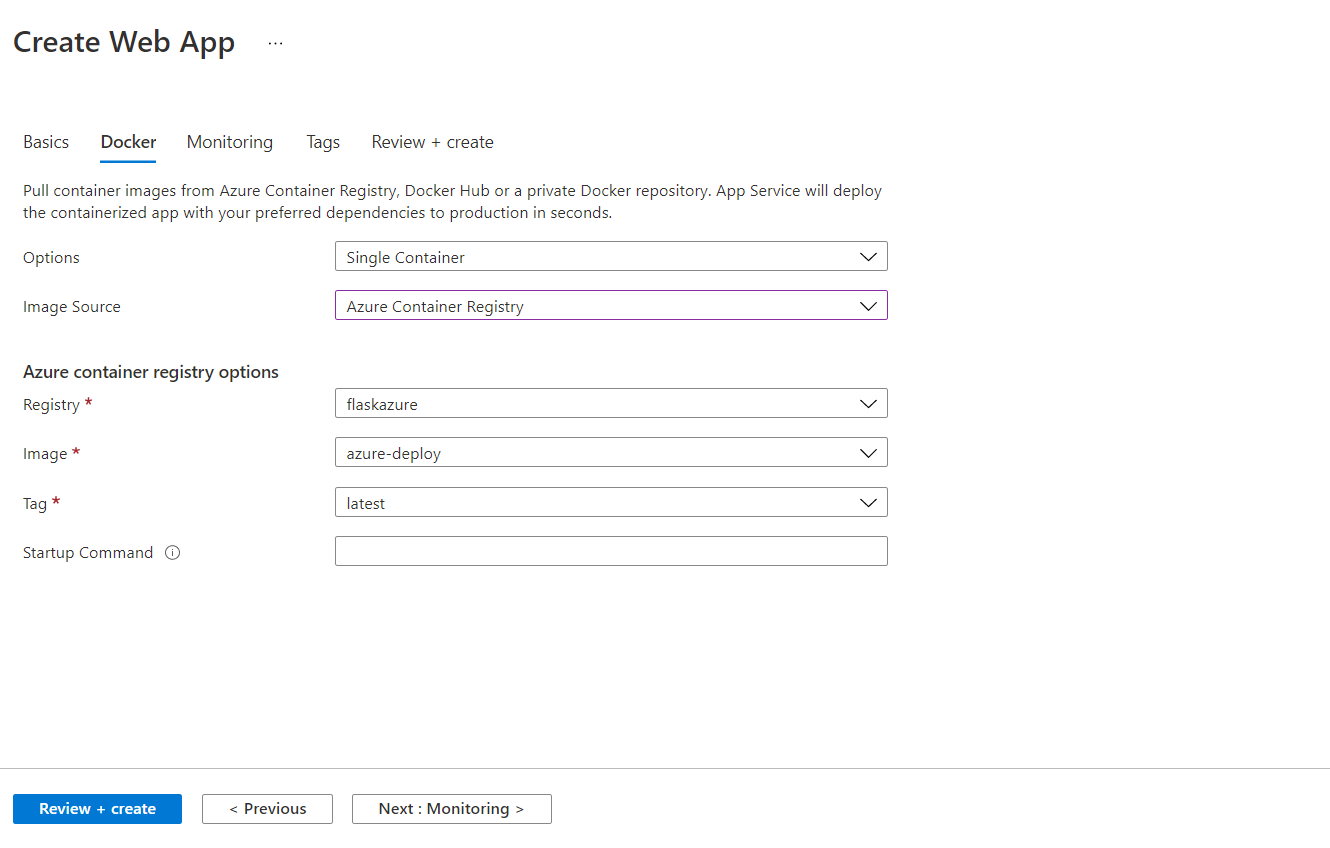 Create Web App ...
Basics Docker Monitoring Tags Review + create
Pull container images from Azure Container Registry, Docker Hub or a private Docker repository. App Service will deploy
the containerized app with your preferred dependencies to production in seconds.
Options Single Container
Image Source Azure Container Registry
Azure container registry options
Registry * flaskazure
Image * azure-deploy
Tag * latest
Startup Command
Review + create < Previous Next : Monitoring >